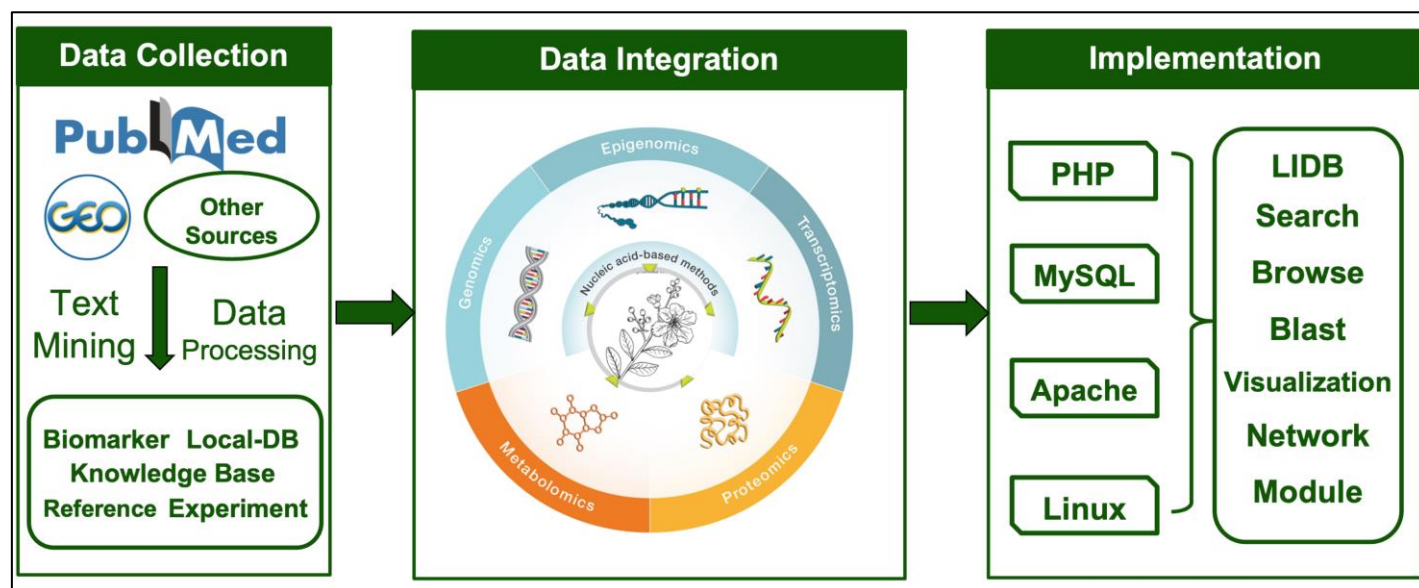 Data Collection
PubMed
GEO
Other
Sources
Text
Mining
Data
Processing
Biomarker Local-DB
Knowledge Base
Reference Experiment
Data Integration
Epigenomics
Genomics
Transcriptomics
Nucleic acid-based methods
Metabolomics
Proteomics
Implementation
PHP
MySQL
Apache
Linux
LIDB
Search
Browse
Blast
Visualization
Network
Module